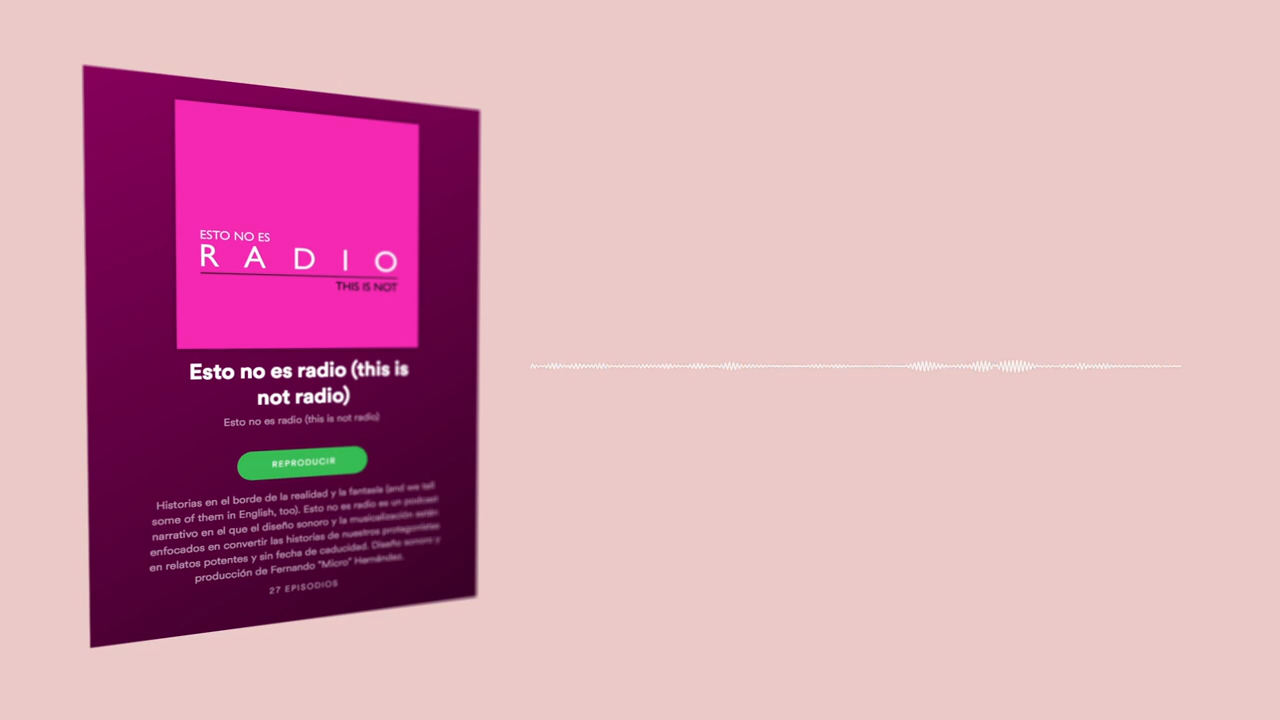 ESTO NO ES
RADIO
THIS IS NOT
Esto no es radio (this is
not radio)
Esto no es radio (this is not radio)
REPRODUCIR
Historias en el borde de la realidad y la fantasía (and we tell
some of them in English, too). Esto no es radio es un podcast
narrativo en el que el diseño sonoro y la musicalización están
enfocados en convertir las historias de nuestros protagonistas
en relatos potentes y sin fecha de caducidad. Diseño sonoro y
producción de Fernando "Micro" Hernández.
27 EPISODIOS